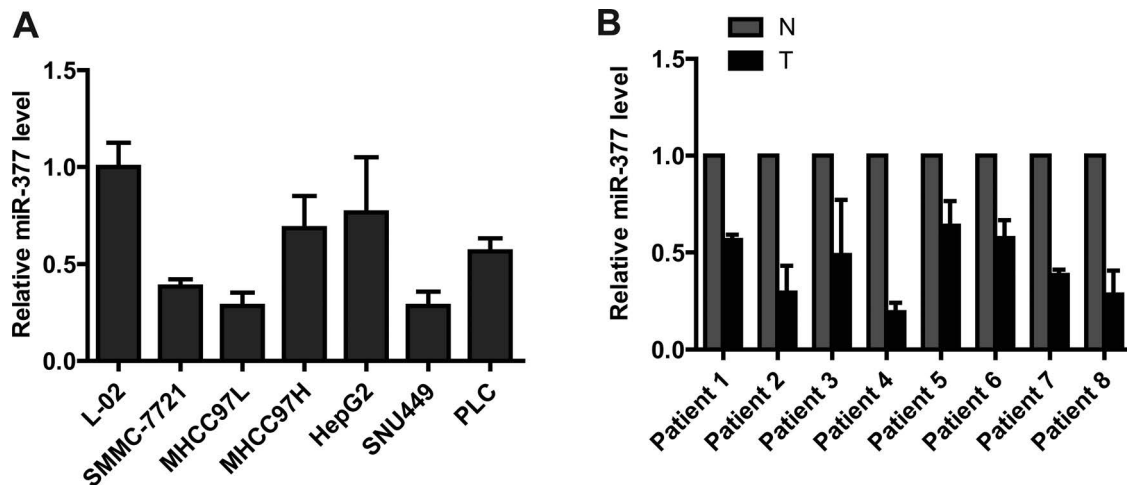 A
Relative miR-377 level
1.5
1.0
0.5
0.0
L-02
SMMC-7721
MHCC97L
MHCC97H
HepG2
SNU449
PLC
B
N
T
Relative miR-377 level
1.5
1.0
0.5
0.0
Patient 1
Patient 2
Patient 3
Patient 4
Patient 5
Patient 6
Patient 7
Patient 8